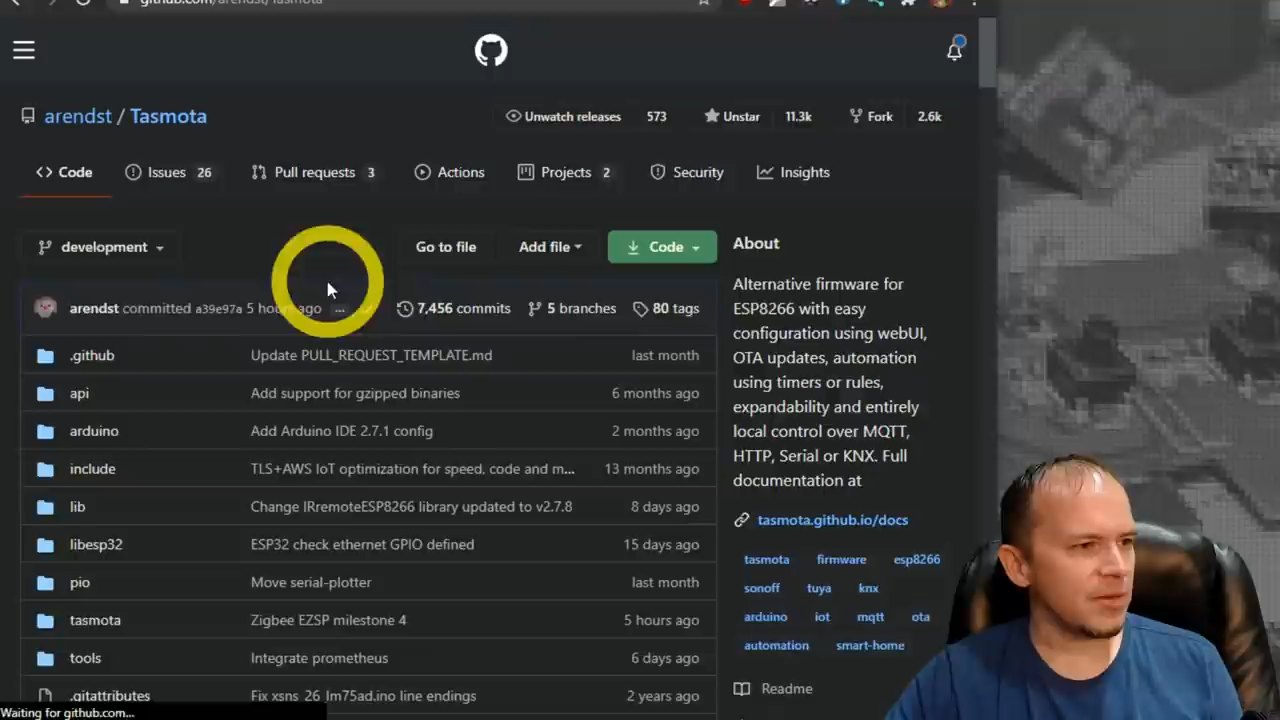 github.com/arendst/Tasmota
arendst / Tasmota
Unwatch releases 573 Unstar 11.3k Fork 2.6k
Code Issues 26 Pull requests 3 Actions Projects 2 Security Insights
development Go to file Add file Code
arendst committed a39e97a 5 hours ago ... 7,456 commits 5 branches 80 tags
.github Update PULL_REQUEST_TEMPLATE.md last month
api Add support for gzipped binaries 6 months ago
arduino Add Arduino IDE 2.7.1 config 2 months ago
include TLS+AWS IoT optimization for speed, code and m... 13 months ago
lib Change IRremoteESP8266 library updated to v2.7.8 8 days ago
libesp32 ESP32 check ethernet GPIO defined 15 days ago
pio Move serial-plotter last month
tasmota Zigbee EZSP milestone 4 5 hours ago
tools Integrate prometheus 6 days ago
.gitattributes Fix xsns_26_lm75ad.ino line endings 2 years ago
Waiting for github.com...
About
Alternative firmware for
ESP8266 with easy
configuration using webUI,
OTA updates, automation
using timers or rules,
expandability and entirely
local control over MQTT,
HTTP, Serial or KNX. Full
documentation at
tasmota.github.io/docs
tasmota firmware esp8266
sonoff tuya knx
arduino iot mqtt ota
automation smart-home
Readme